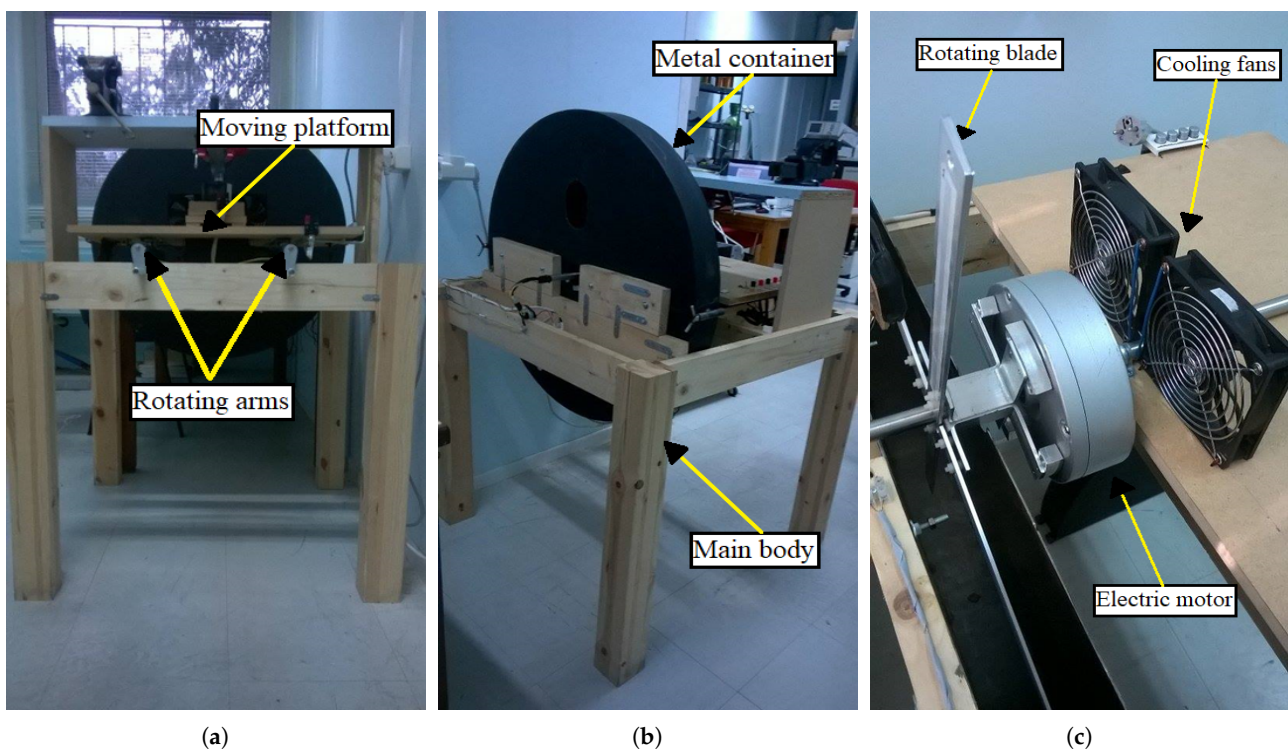 Moving platform
Rotating arms
Metal container
Main body
Rotating blade
Cooling fans
Electric motor
(a)
(b)
(c)